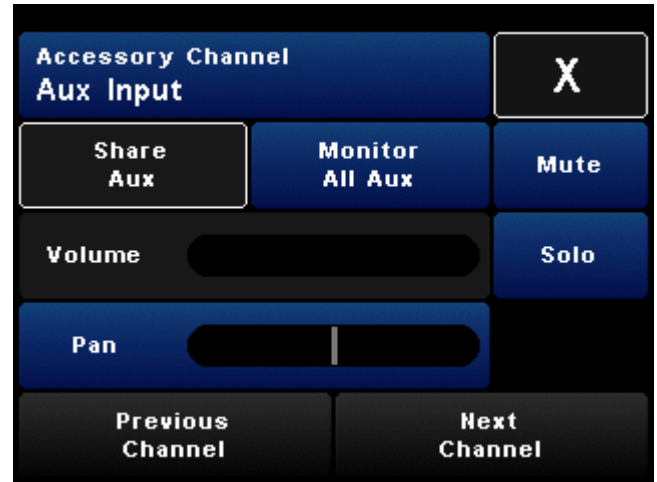 Accessory Channel
Aux Input
X
Share
Aux
Monitor
All Aux
Mute
Volume
Solo
Pan
Previous
Channel
Next
Channel